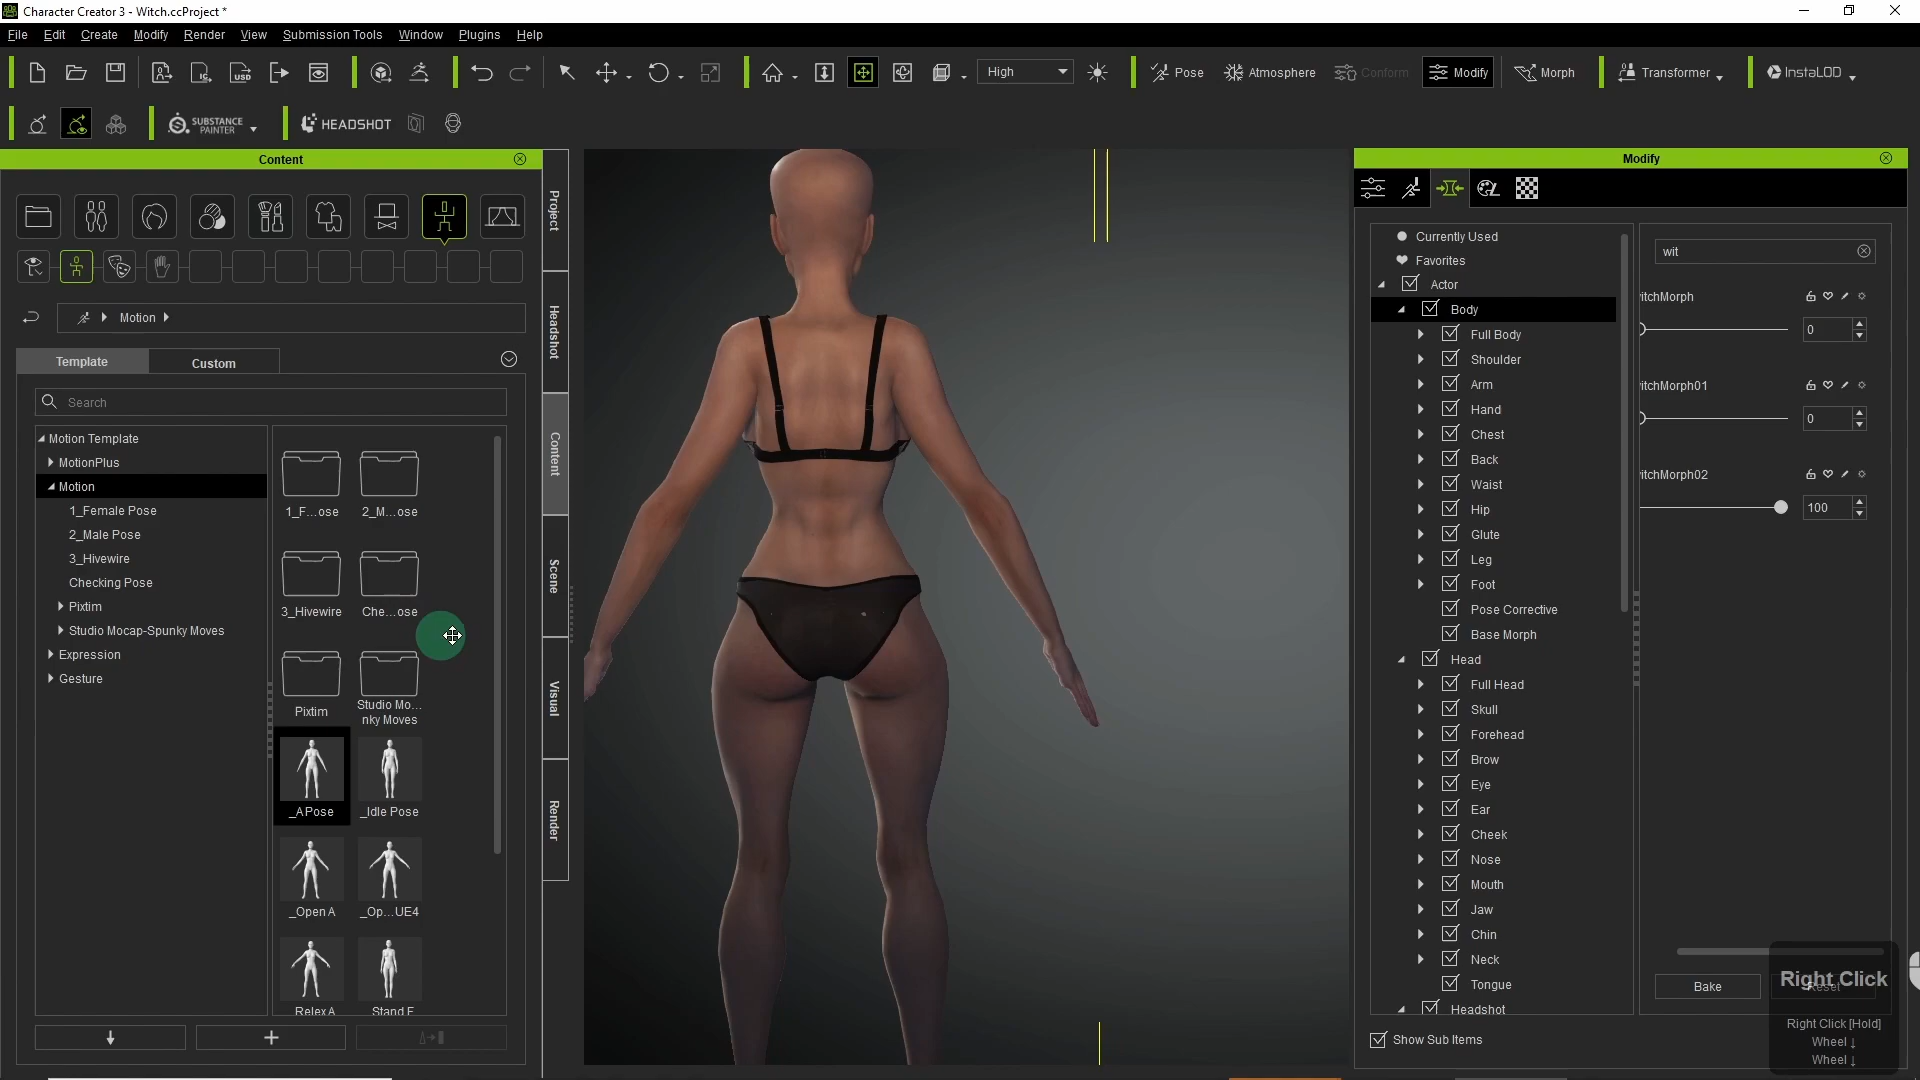 Character Creator 3 - Witch.ccProject *
File Edit Create Modify Render View Submission Tools Window Plugins Help
High Pose Atmosphere Conform Modify Morph Transformer InstaLOD
SUBSTANCE PAINTER HEADSHOT
Content
Motion
Template Custom
Search
Motion Template
MotionPlus
Motion
1_Female Pose
2_Male Pose
3_Hivewire
Checking Pose
Pixtim
Studio Mocap-Spunky Moves
Expression
Gesture
1_F...ose 2_M...ose
3_Hivewire Che...ose
Pixtim Studio Mo...
nky Moves
_APose _Idle Pose
_Open A _Op...UE4
Relex A Stand F
Project
Headshot
Content
Scene
Visual
Render
Modify
Currently Used
Favorites
Actor
Body
Full Body
Shoulder
Arm
Hand
Chest
Back
Waist
Hip
Glute
Leg
Foot
Pose Corrective
Base Morph
Head
Full Head
Skull
Forehead
Brow
Eye
Ear
Cheek
Nose
Mouth
Jaw
Chin
Neck
Tongue
Headshot
Show Sub Items
wit
itchMorph
0
itchMorph01
0
itchMorph02
100
Bake Reset
Right Click
Right Click [Hold]
Wheel ↓
Wheel ↓